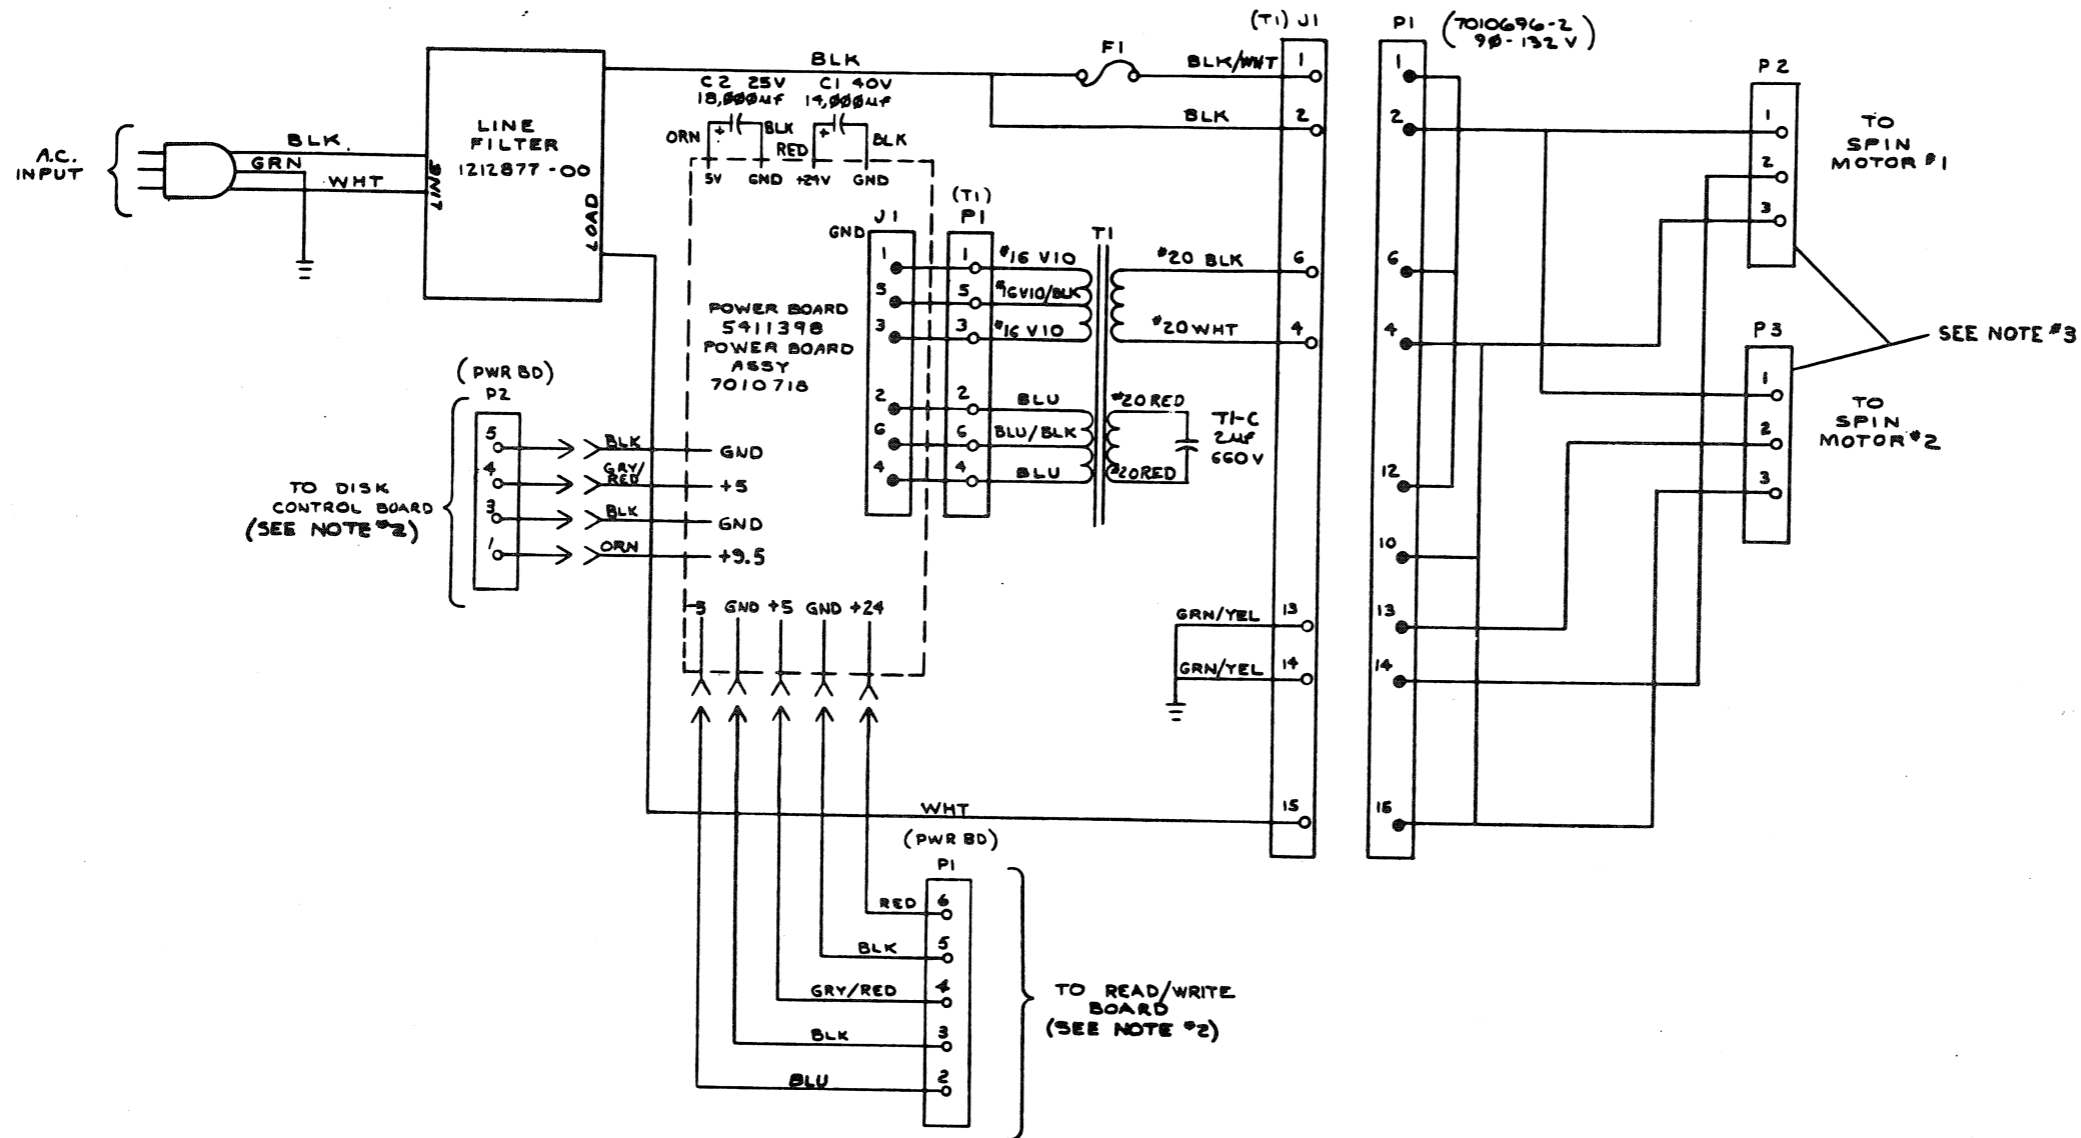 (T1) J1
P1
(7010696-2
90-132 V)
A.C.
INPUT
BLK.
GRN
WHT
LINE
FILTER
1212877-00
LINE
LOAD
BLK
F1
BLK/WHT
BLK
1
2
6
4
13
14
15
C2 25V
18,000µF
C1 40V
14,000µF
ORN
+
BLK
RED
+
BLK
5V
GND
+24V
GND
J1
GND
1
5
3
2
6
4
(T1)
P1
1
5
3
2
6
4
#16 VIO
#16 VIO/BLK
#16 VIO
BLU
BLU/BLK
BLU
T1
#20 BLK
#20 WHT
#20 RED
#20 RED
T1-C
2µF
660V
POWER BOARD
5411398
POWER BOARD
ASSY
7010718
(PWR BD)
P2
5
4
3
1
BLK
GRY/
RED
BLK
ORN
GND
+5
GND
+9.5
TO DISK
CONTROL BOARD
(SEE NOTE #2)
-5
GND
+5
GND
+24
GRN/YEL
GRN/YEL
WHT
(PWR BD)
P1
6
5
4
3
2
RED
BLK
GRY/RED
BLK
BLU
TO READ/WRITE
BOARD
(SEE NOTE #2)
1
2
6
4
12
10
13
14
15
P2
1
2
3
TO
SPIN
MOTOR #1
SEE NOTE #3
P3
1
2
3
TO
SPIN
MOTOR #2